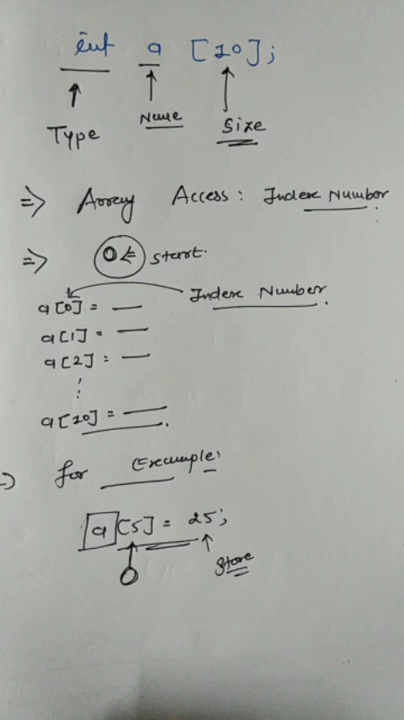 int a [10];
Type Name Size
=> Array Access: Index Number
=> 0 <= start.
Index Number.
a[0] = —
a[1] = —
a[2] = —
⋮
a[10] = —.
=> for Example:
a[5] = 25;
Store